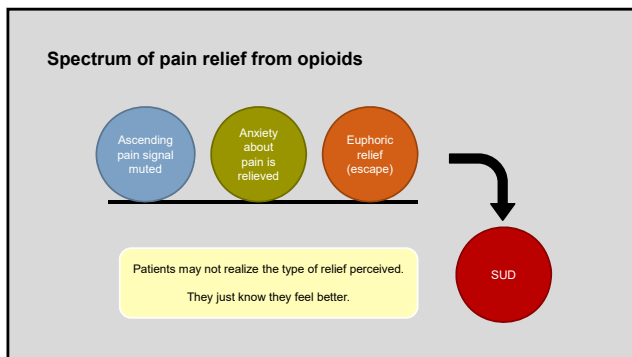 Spectrum of pain relief from opioids
Ascending
pain signal
muted
Anxiety
about
pain is
relieved
Euphoric
relief
(escape)
SUD
Patients may not realize the type of relief perceived.
They just know they feel better.